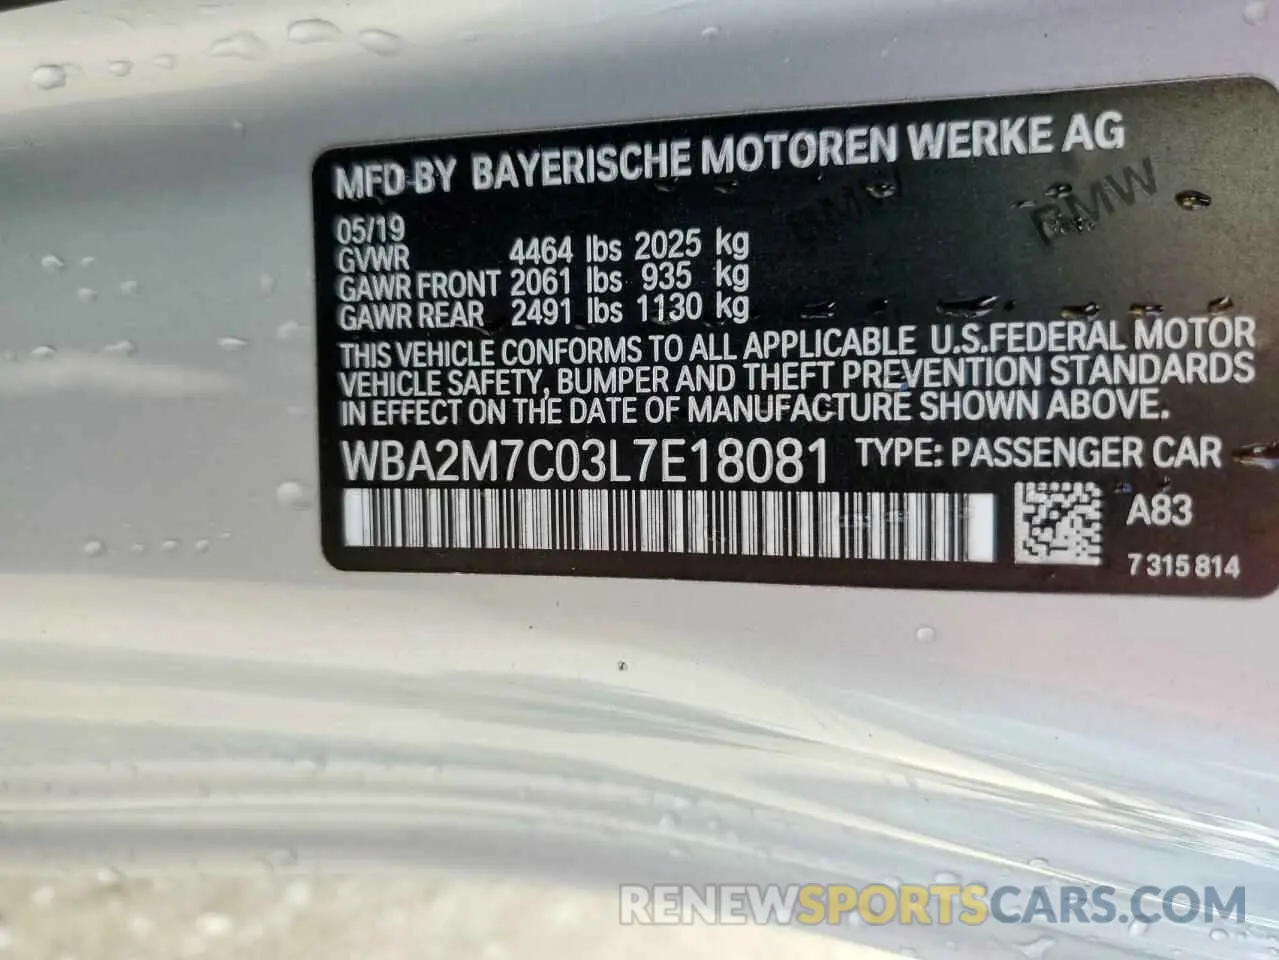 MFD BY BAYERISCHE MOTOREN WERKE AG
05/19
GVWR 4464 lbs 2025 kg
GAWR FRONT 2061 lbs 935 kg
GAWR REAR 2491 lbs 1130 kg
THIS VEHICLE CONFORMS TO ALL APPLICABLE U.S.FEDERAL MOTOR
VEHICLE SAFETY, BUMPER AND THEFT PREVENTION STANDARDS
IN EFFECT ON THE DATE OF MANUFACTURE SHOWN ABOVE.
WBA2M7C03L7E18081 TYPE: PASSENGER CAR
A83
7 315 814
BMW
BMW
RENEWSPORTSCARS.COM